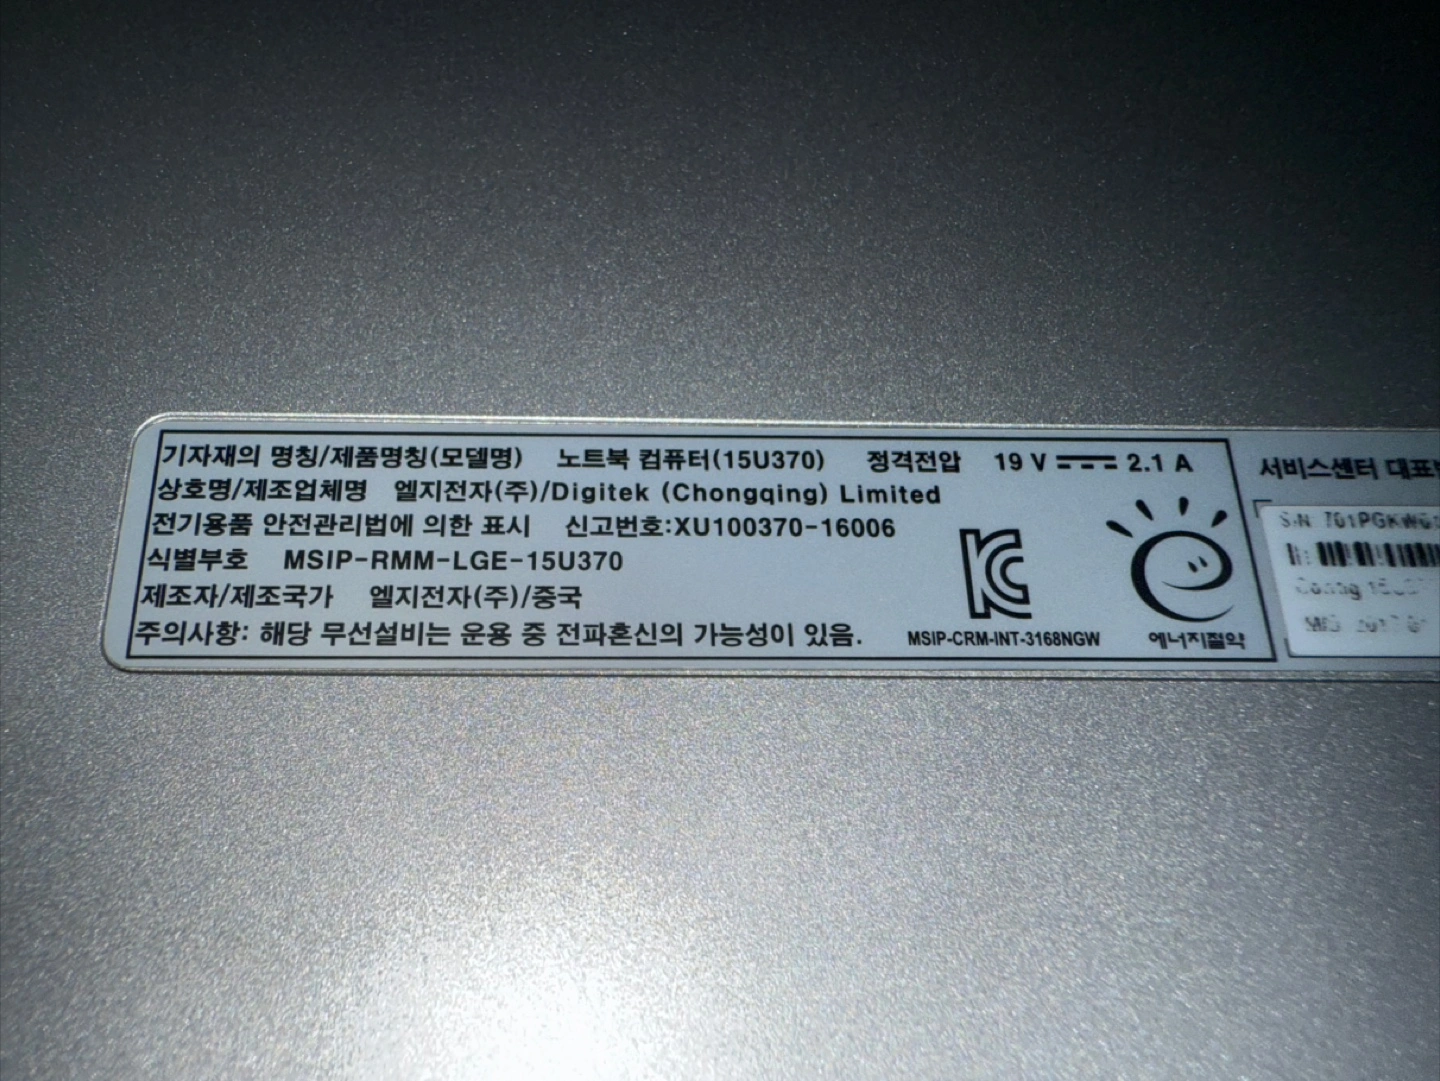 기자재의 명칭/제품명칭(모델명) 노트북 컴퓨터(15U370) 정격전압 19 V 2.1 A
상호명/제조업체명 엘지전자(주)/Digitek (Chongqing) Limited
전기용품 안전관리법에 의한 표시 신고번호:XU100370-16006
식별부호 MSIP-RMM-LGE-15U370
제조자/제조국가 엘지전자(주)/중국
주의사항: 해당 무선설비는 운용 중 전파혼신의 가능성이 있음.
MSIP-CRM-INT-3168NGW
에너지절약
서비스센터
S/N